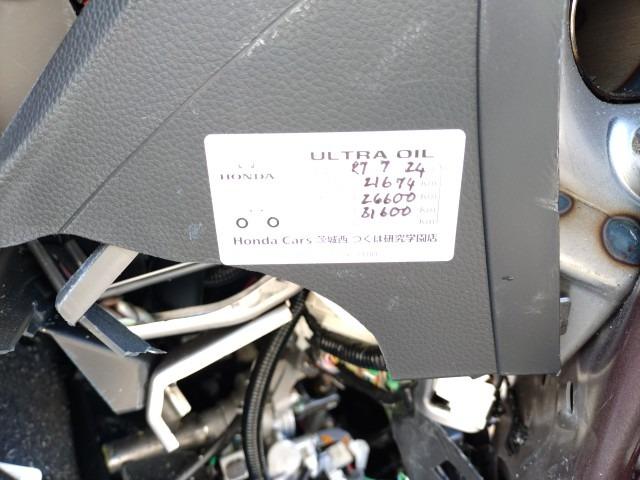 ULTRA OIL
R7 7 24
HONDA
21674 Km
26600 Km
31600 Km
Honda Cars 茨城西 つくば研究学園店